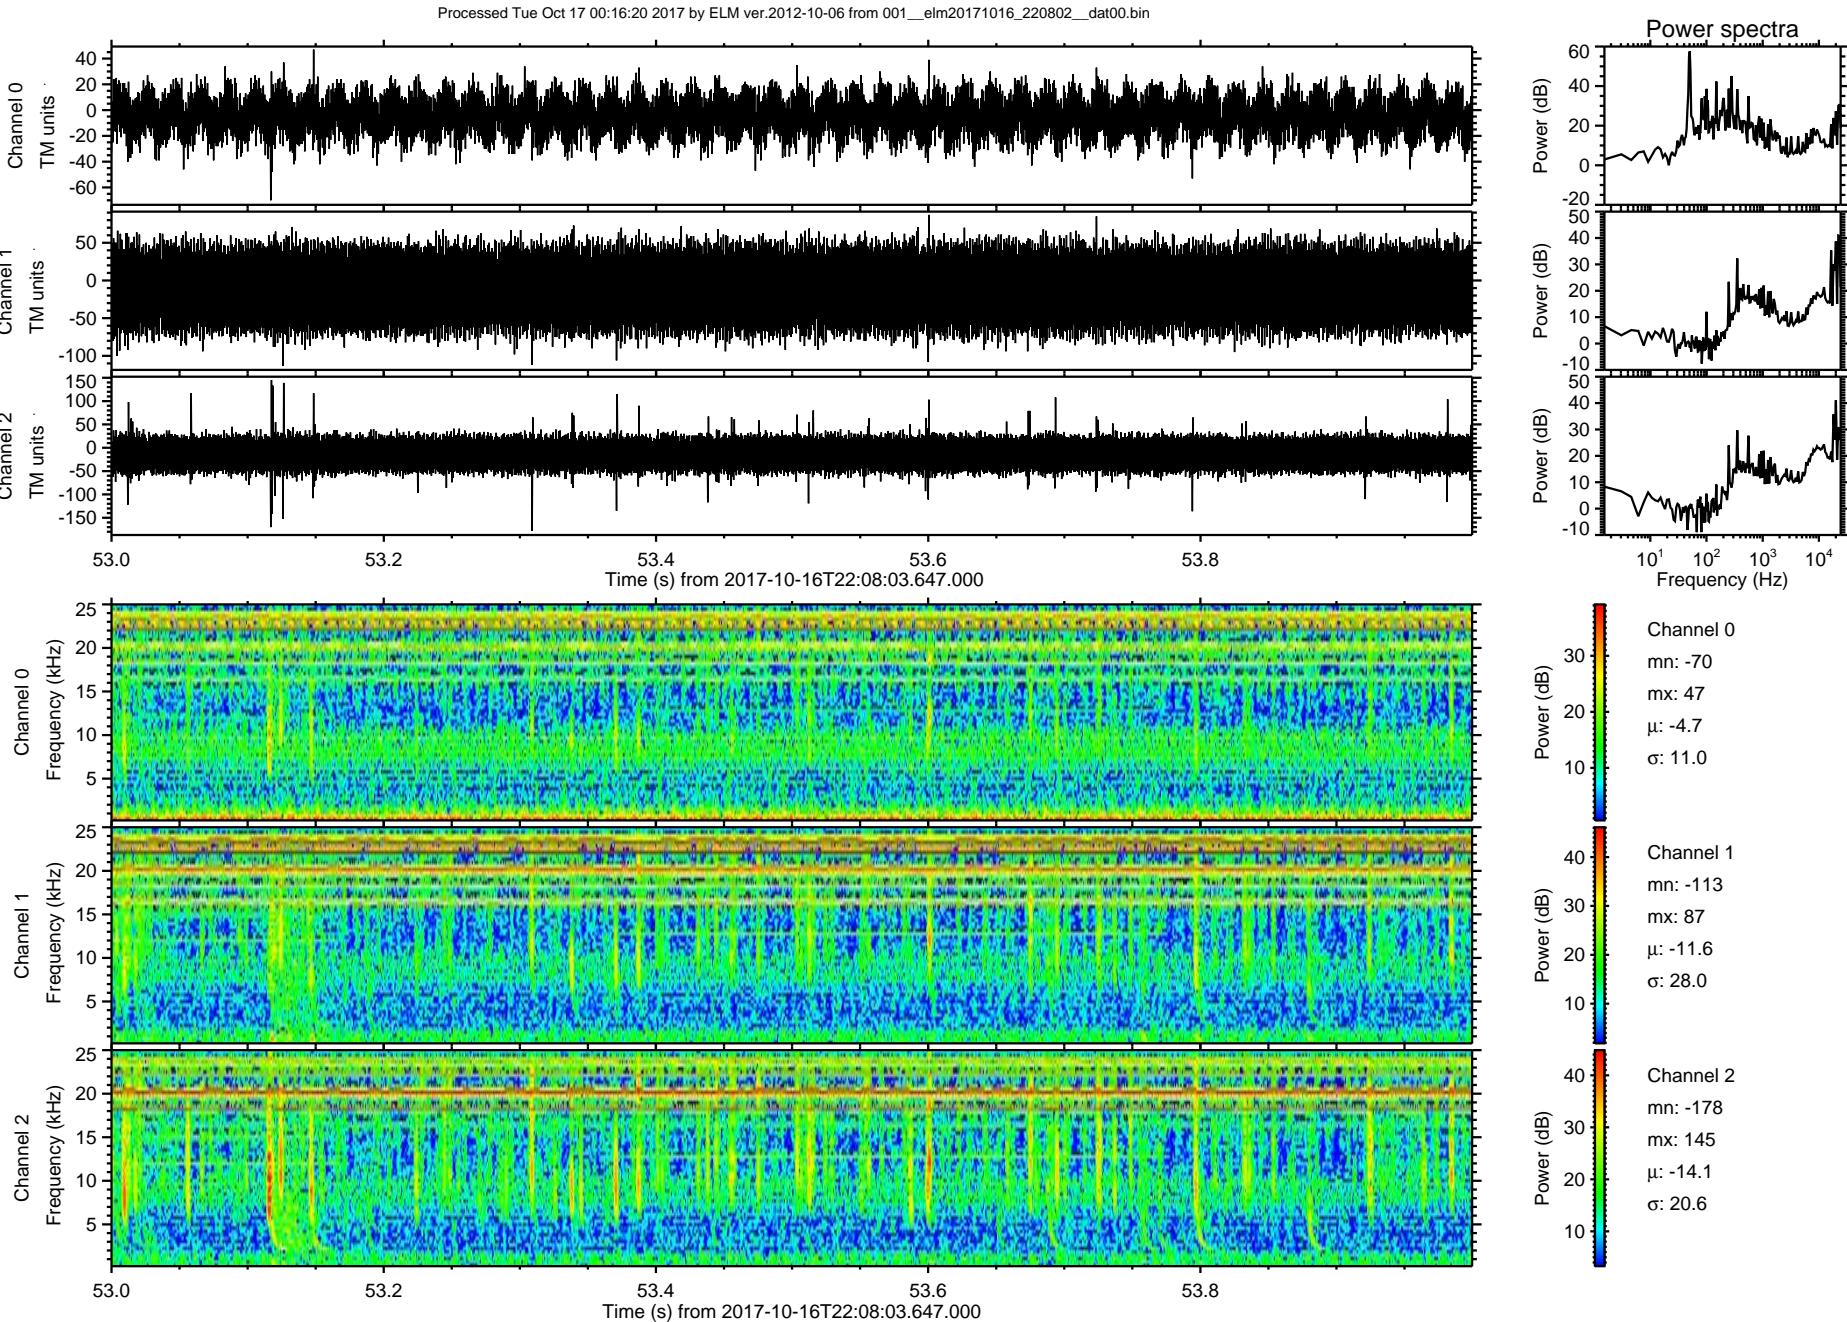 Processed Tue Oct 17 00:16:20 2017 by ELM ver.2012-10-06 from 001__elm20171016_220802__dat00.bin
Power spectra
Channel 0
TM units
40
20
0
-20
-40
-60
Power (dB)
60
40
20
0
-20
Channel 1
TM units
50
0
-50
-100
Power (dB)
50
40
30
20
10
0
-10
Channel 2
TM units
150
100
50
0
-50
-100
-150
Power (dB)
50
40
30
20
10
0
-10
53.0 53.2 53.4 53.6 53.8
Time (s) from 2017-10-16T22:08:03.647.000
10^1 10^2 10^3 10^4
Frequency (Hz)
Channel 0
Frequency (kHz)
25
20
15
10
5
Power (dB)
30
20
10
Channel 0
mn: -70
mx: 47
μ: -4.7
σ: 11.0
Channel 1
Frequency (kHz)
25
20
15
10
5
Power (dB)
40
30
20
10
Channel 1
mn: -113
mx: 87
μ: -11.6
σ: 28.0
Channel 2
Frequency (kHz)
25
20
15
10
5
Power (dB)
40
30
20
10
Channel 2
mn: -178
mx: 145
μ: -14.1
σ: 20.6
53.0 53.2 53.4 53.6 53.8
Time (s) from 2017-10-16T22:08:03.647.000